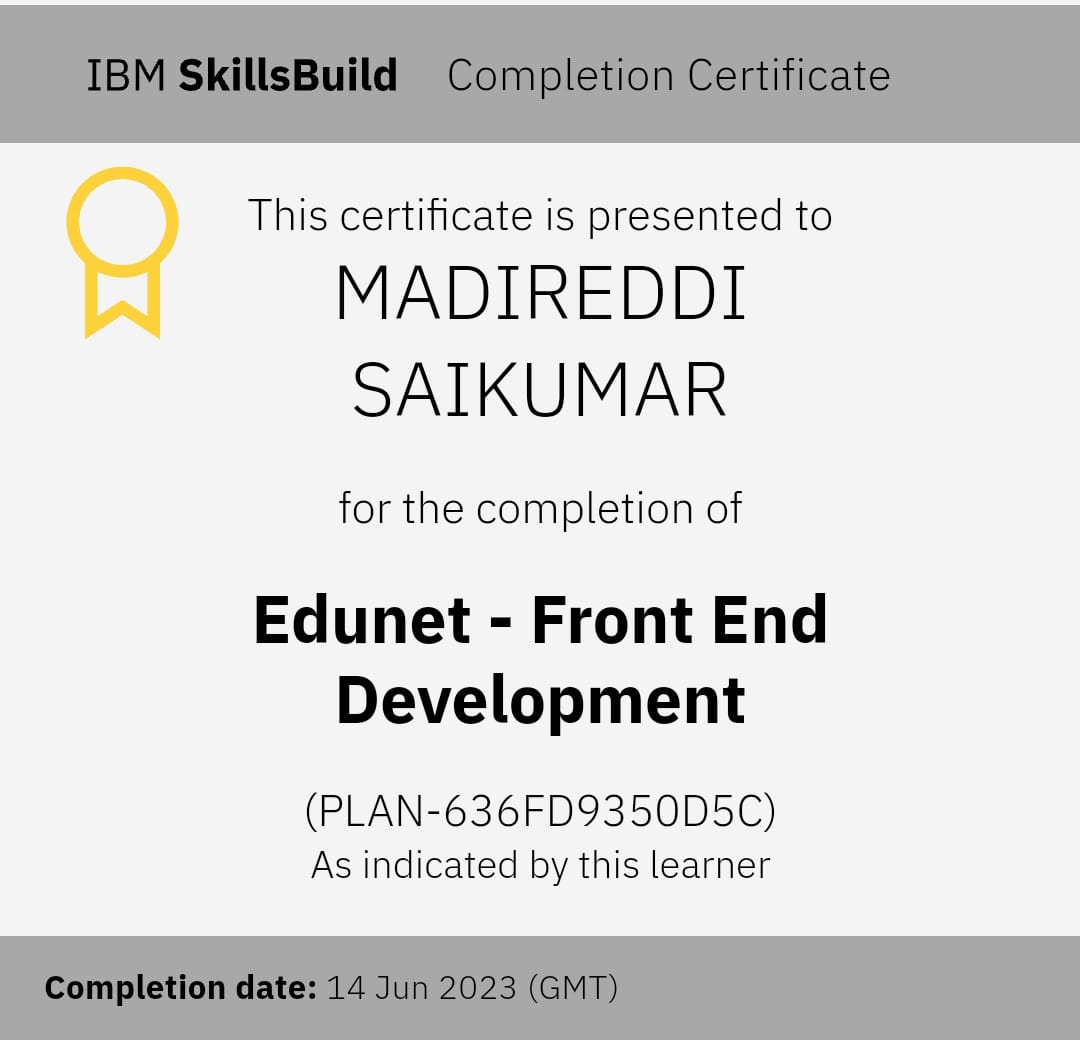 IBM SkillsBuild Completion Certificate
This certificate is presented to
MADIREDDI
SAIKUMAR
for the completion of
Edunet - Front End
Development
(PLAN-636FD9350D5C)
As indicated by this learner
Completion date: 14 Jun 2023 (GMT)